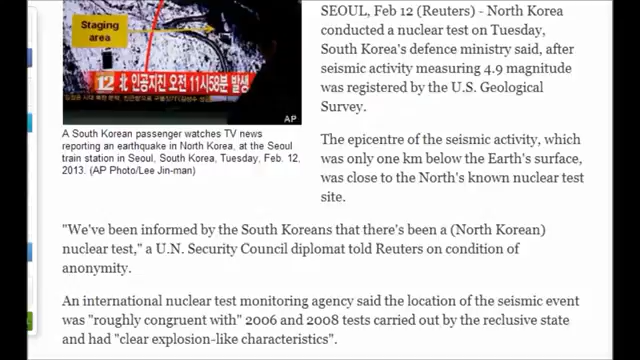 Staging
area
12 北 인공지진 오전 11시58분 발생
AP
A South Korean passenger watches TV news
reporting an earthquake in North Korea, at the Seoul
train station in Seoul, South Korea, Tuesday, Feb. 12,
2013. (AP Photo/Lee Jin-man)
SEOUL, Feb 12 (Reuters) - North Korea
conducted a nuclear test on Tuesday,
South Korea's defence ministry said, after
seismic activity measuring 4.9 magnitude
was registered by the U.S. Geological
Survey.
The epicentre of the seismic activity, which
was only one km below the Earth's surface,
was close to the North's known nuclear test
site.
"We've been informed by the South Koreans that there's been a (North Korean)
nuclear test," a U.N. Security Council diplomat told Reuters on condition of
anonymity.
An international nuclear test monitoring agency said the location of the seismic event
was "roughly congruent with" 2006 and 2008 tests carried out by the reclusive state
and had "clear explosion-like characteristics".